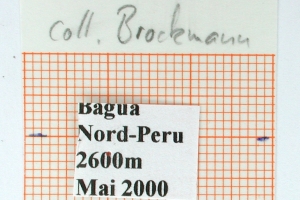 coll. Brockmann
Bagua
Nord-Peru
2600m
Mai 2000